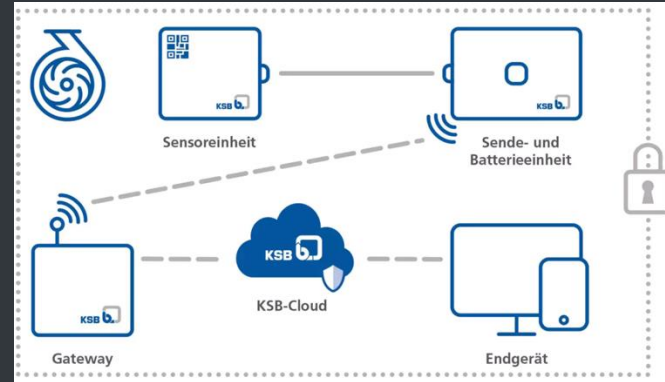 KSB b.
KSB b.
Sensoreinheit
Sende- und
Batterieeinheit
KSB b.
KSB-Cloud
KSB b.
Gateway
Endgerät